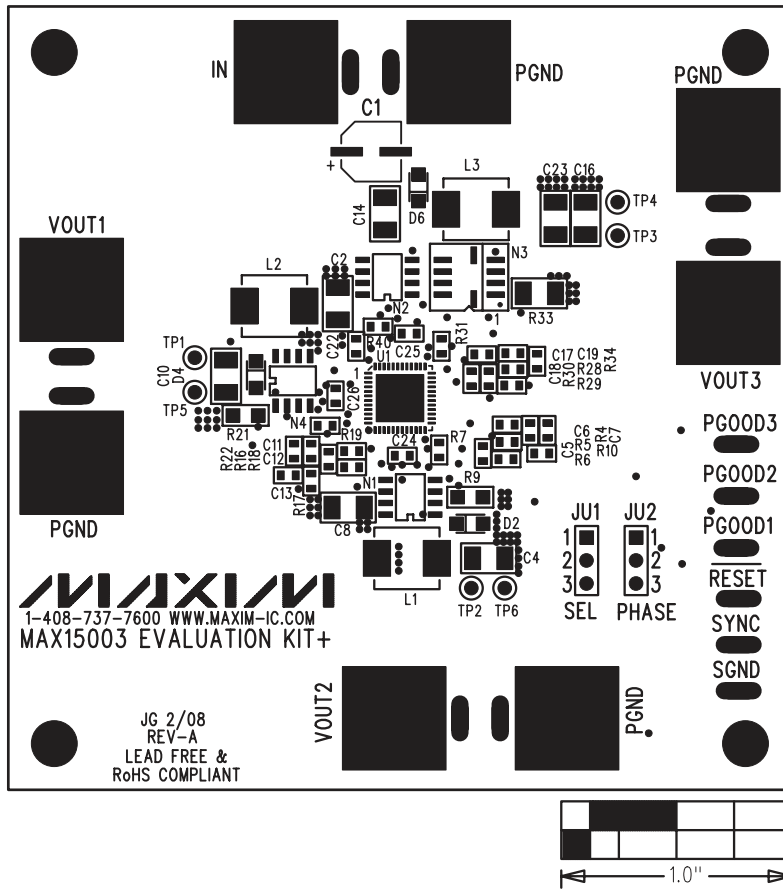 IN
PGND
C1
+
PGND
L3
C23 C16
TP4
TP3
D6
C14
VOUT1
L2
C2
N3
N2
1
R33
C22
R40
C25
R31
U1
1
TP1
C10
D4
TP5
C17 C19
R34
C18
R28
R30
R29
VOUT3
C26
R21
N4
R19
C24
R7
C6
R4
C7
C5
R5
R10
R6
C11
C12
R22
R16
R18
C13
R17
N1
R9
C8
D2
C4
L1
TP2 TP6
PGND
PGOOD3
PGOOD2
PGOOD1
RESET
SYNC
SGND
JU1 JU2
1 1
2 2
3 3
SEL PHASE
MAXIM
1-408-737-7600 WWW.MAXIM-IC.COM
MAX15003 EVALUATION KIT+
VOUT2
PGND
JG 2/08
REV-A
LEAD FREE &
RoHS COMPLIANT
1.0"